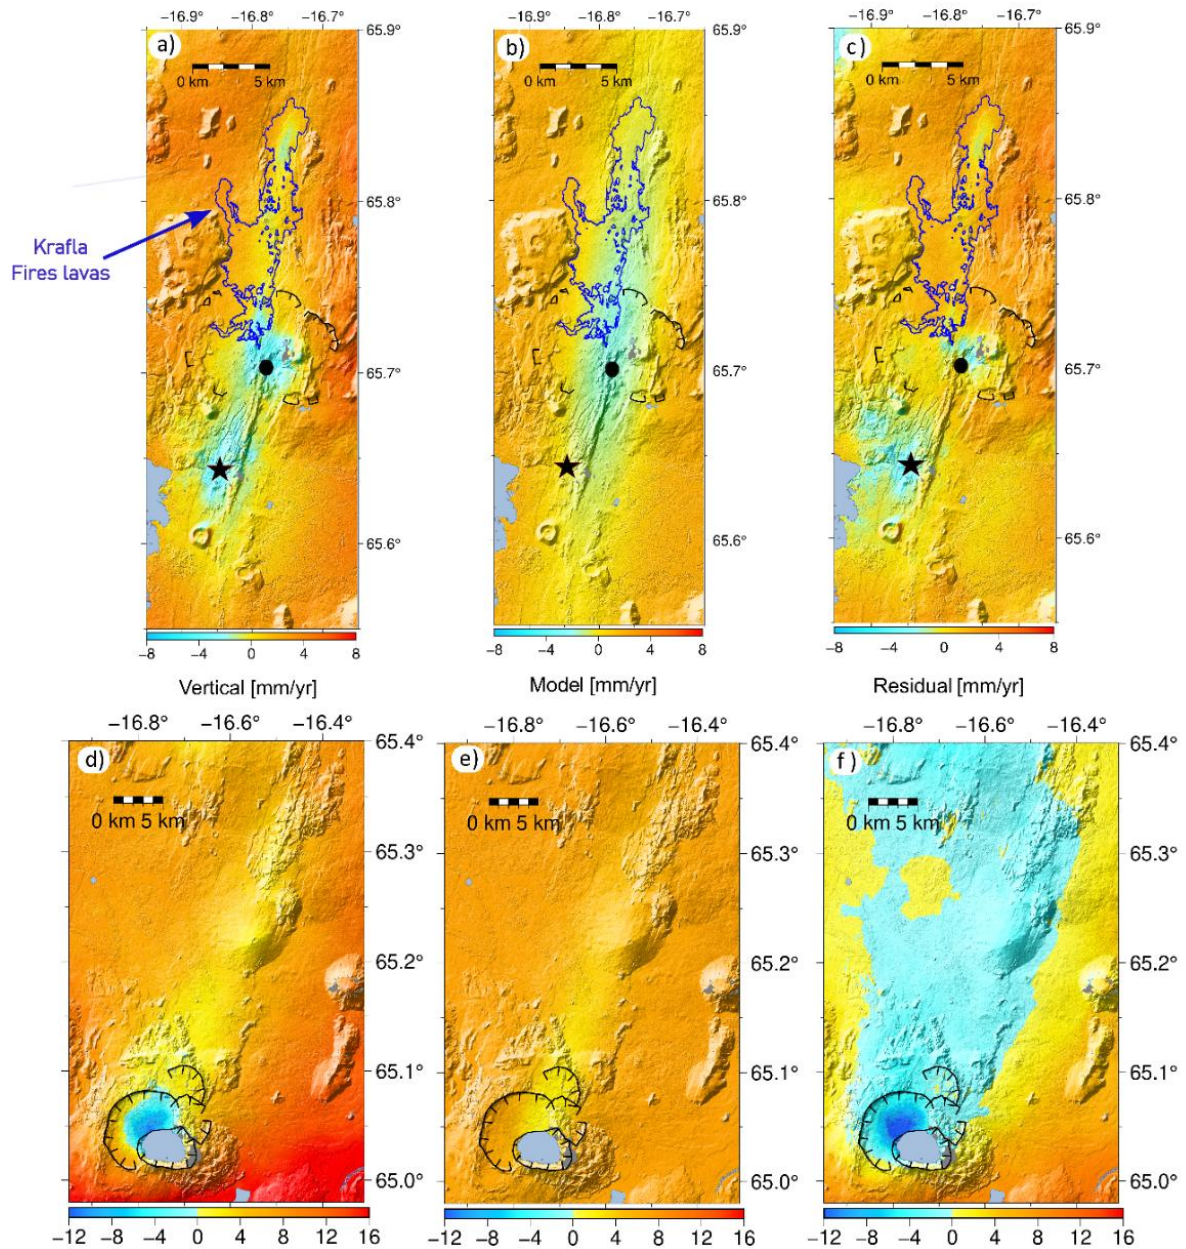 −16.9° −16.8° −16.7° −16.9° −16.8° −16.7° −16.9° −16.8° −16.7°
a) 65.9° b) 65.9° c) 65.9°
0 km 5 km 0 km 5 km 0 km 5 km
65.8° 65.8° 65.8°
Krafla
Fires lavas
65.7° 65.7° 65.7°
65.6° 65.6° 65.6°
−8 −4 0 4 8 −8 −4 0 4 8 −8 −4 0 4 8
Vertical [mm/yr] Model [mm/yr] Residual [mm/yr]
−16.8° −16.6° −16.4° −16.8° −16.6° −16.4° −16.8° −16.6° −16.4°
d) 65.4° e) 65.4° f) 65.4°
0 km 5 km 0 km 5 km 0 km 5 km
65.3° 65.3° 65.3°
65.2° 65.2° 65.2°
65.1° 65.1° 65.1°
65.0° 65.0° 65.0°
−12 −8 −4 0 4 8 12 16 −12 −8 −4 0 4 8 12 16 −12 −8 −4 0 4 8 12 16